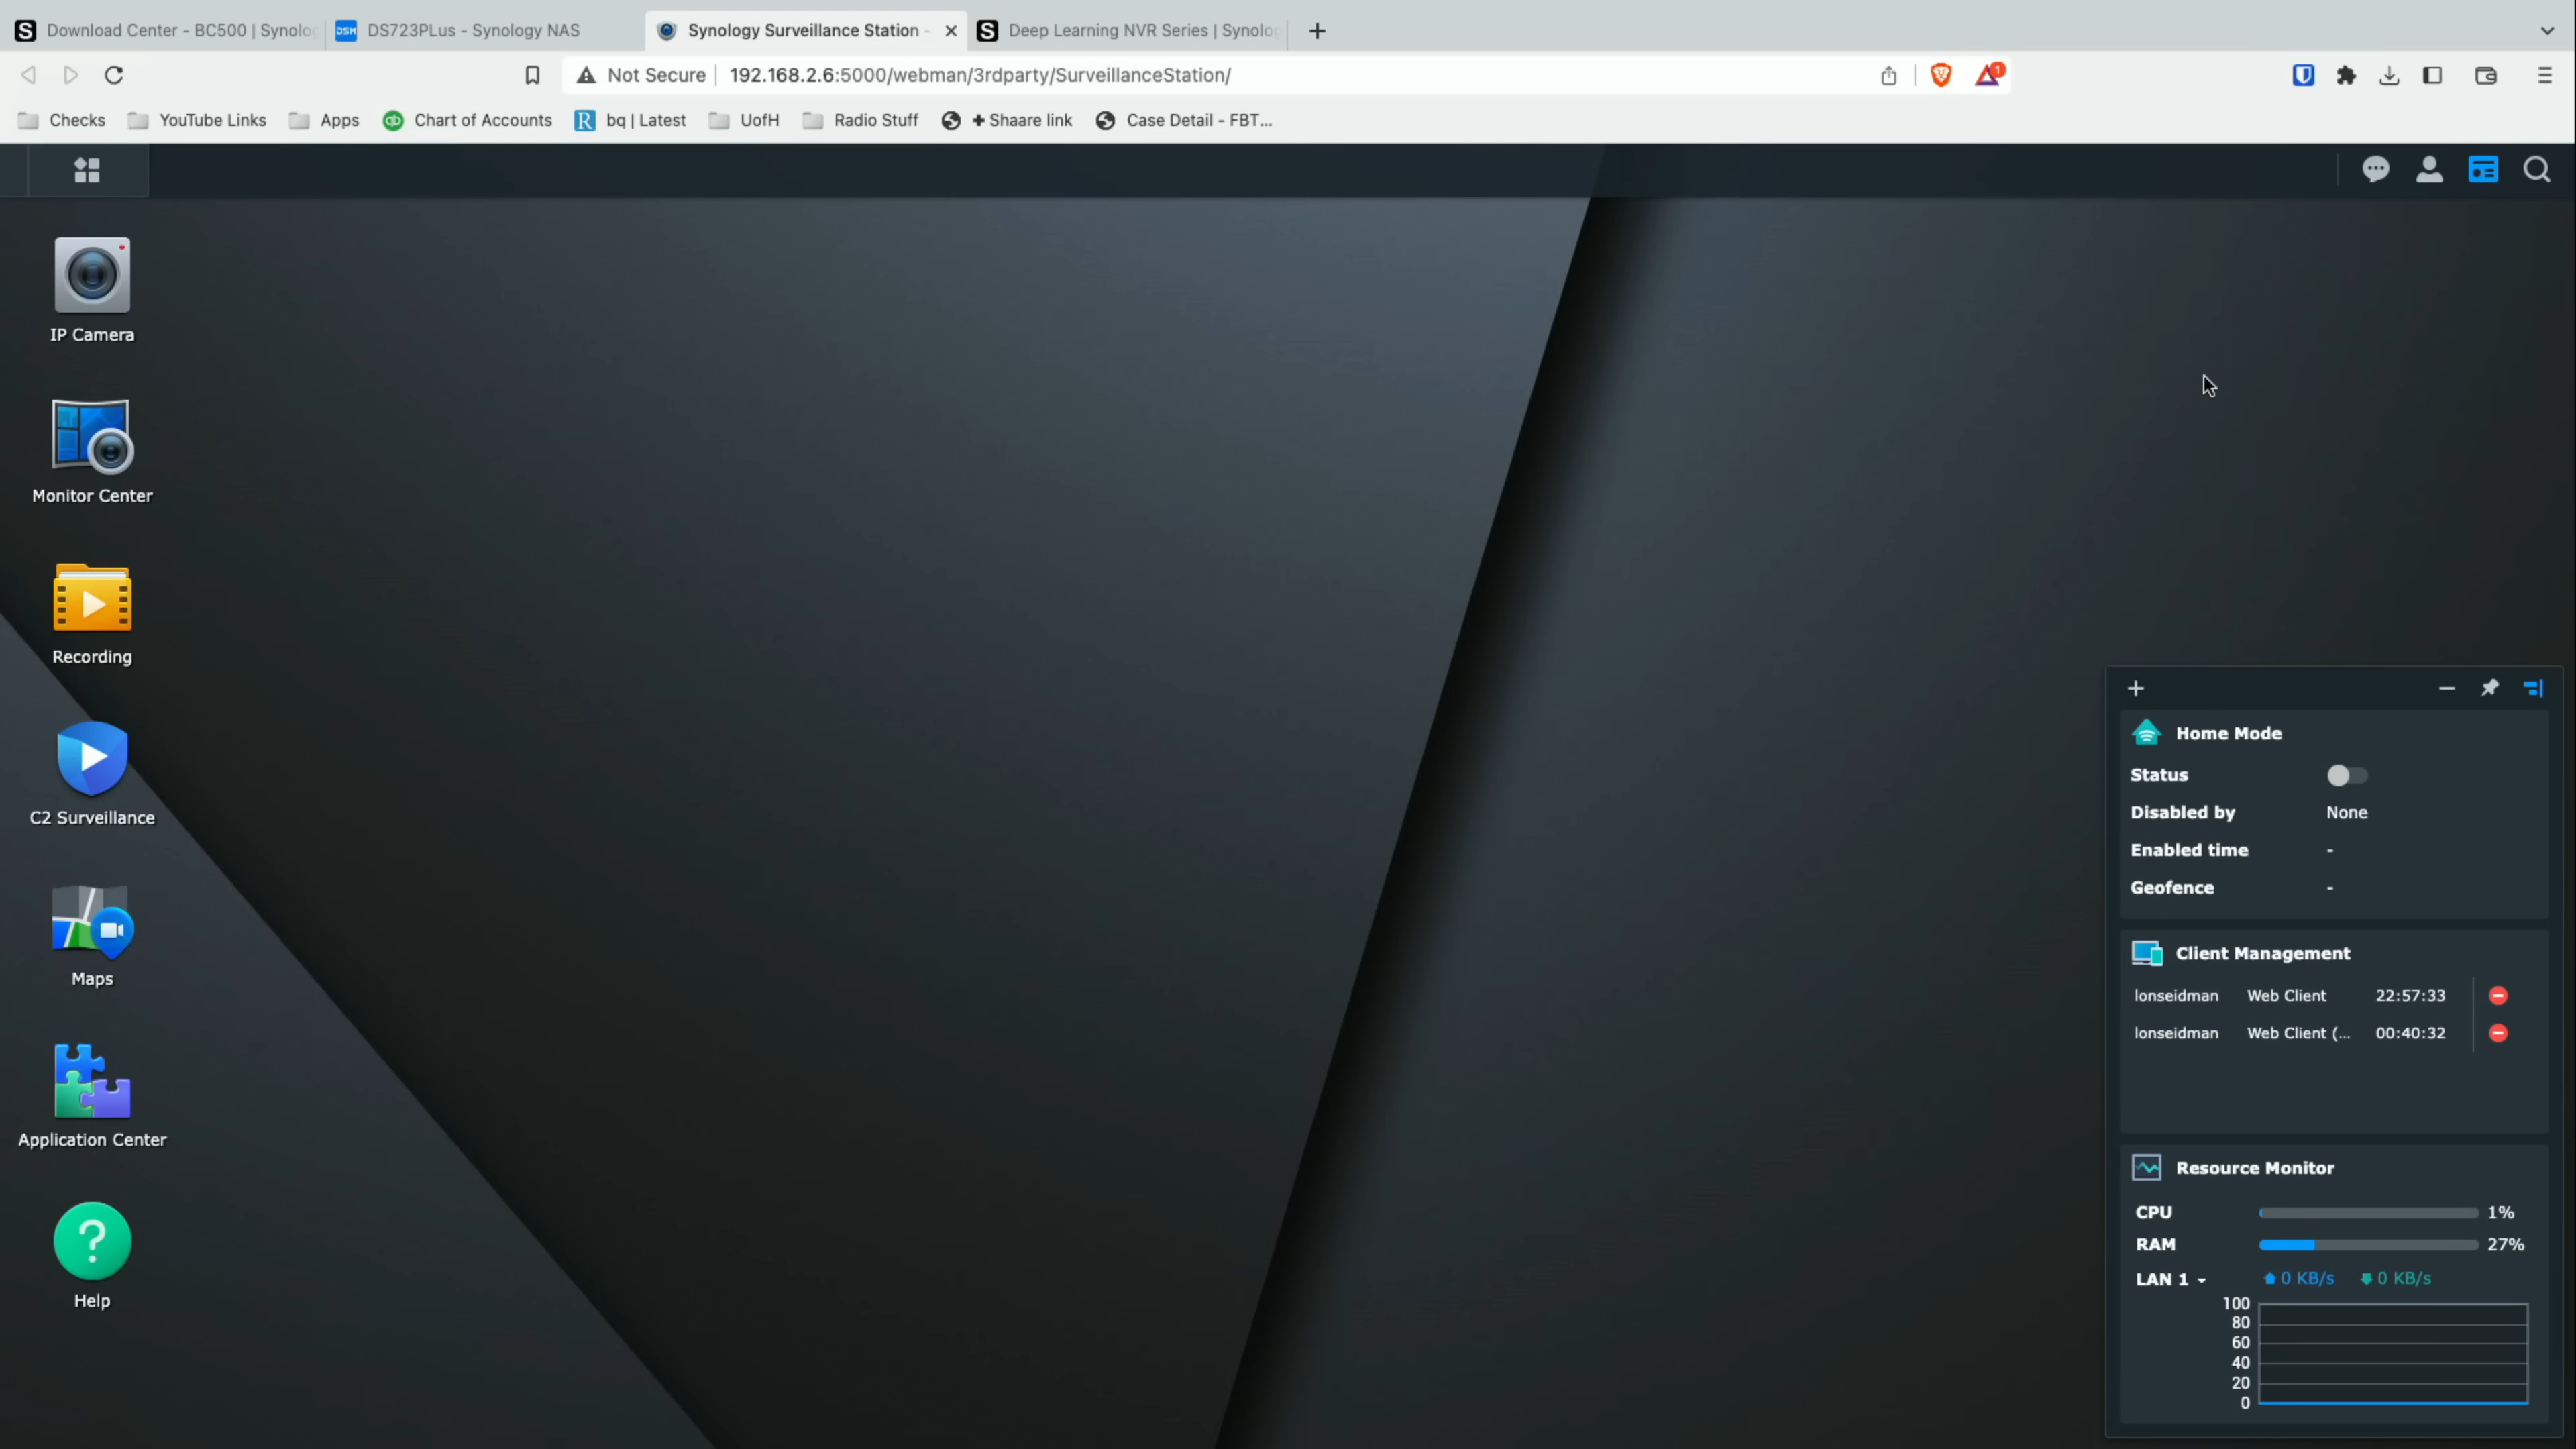 Download Center - BC500 | Synolog
DS723PLus - Synology NAS
Synology Surveillance Station -
Deep Learning NVR Series | Synolog
Not Secure
192.168.2.6:5000/webman/3rdparty/SurveillanceStation/
1
Checks
YouTube Links
Apps
Chart of Accounts
bq | Latest
UofH
Radio Stuff
+ Shaare link
Case Detail - FBT...
IP Camera
Monitor Center
Recording
C2 Surveillance
Maps
Application Center
Help
Home Mode
Status
Disabled by None
Enabled time -
Geofence -
Client Management
lonseidman Web Client 22:57:33
lonseidman Web Client (... 00:40:32
Resource Monitor
CPU 1%
RAM 27%
LAN 1 0 KB/s 0 KB/s
100
80
60
40
20
0